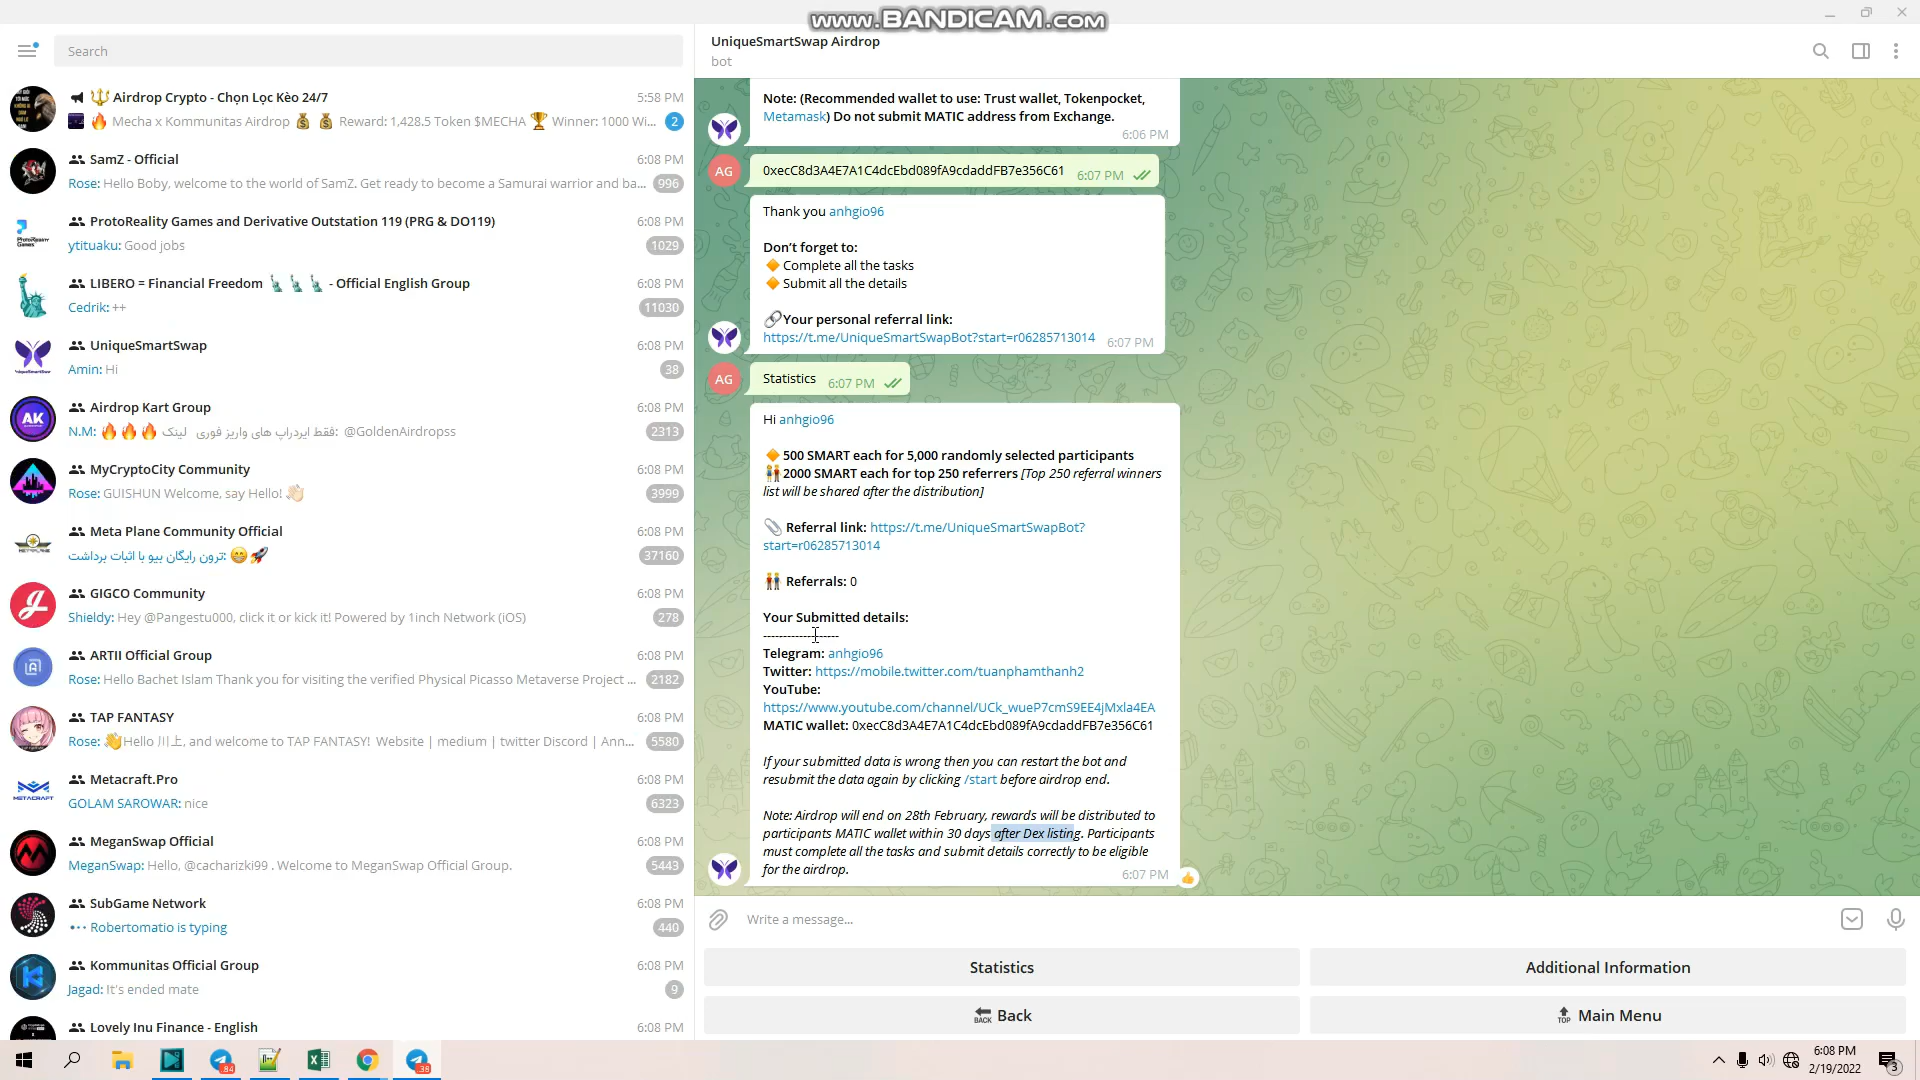 www.BANDICAM.com
Search
Airdrop Crypto - Chọn Lọc Kèo 24/7
5:58 PM
Mecha x Kommunitas Airdrop Reward: 1,428.5 Token $MECHA Winner: 1000 Wi...
2
SamZ - Official
6:08 PM
Rose: Hello Boby, welcome to the world of SamZ. Get ready to become a Samurai warrior and ba...
996
ProtoReality Games and Derivative Outstation 119 (PRG & DO119)
6:08 PM
ytituaku: Good jobs
1029
LIBERO = Financial Freedom - Official English Group
6:08 PM
Cedrik: ++
11030
UniqueSmartSwap
6:08 PM
Amin: Hi
38
Airdrop Kart Group
6:08 PM
N.M: فقط ایردراپ های واریز فوری لینک: @GoldenAirdropss
2313
MyCryptoCity Community
6:08 PM
Rose: GUISHUN Welcome, say Hello!
3999
Meta Plane Community Official
6:08 PM
ترون رایگان بیو با اثبات برداشت:
37160
GIGCO Community
6:08 PM
Shieldy: Hey @Pangestu000, click it or kick it! Powered by 1inch Network (iOS)
278
ARTII Official Group
6:08 PM
Rose: Hello Bachet Islam Thank you for visiting the verified Physical Picasso Metaverse Project ...
2182
TAP FANTASY
6:08 PM
Rose: Hello 川上, and welcome to TAP FANTASY! Website | medium | twitter Discord | Ann...
5580
Metacraft.Pro
6:08 PM
GOLAM SAROWAR: nice
6323
MeganSwap Official
6:08 PM
MeganSwap: Hello, @cacharizki99 . Welcome to MeganSwap Official Group.
5443
SubGame Network
6:08 PM
Robertomatio is typing
440
Kommunitas Official Group
6:08 PM
Jagad: It's ended mate
9
Lovely Inu Finance - English
6:08 PM
UniqueSmartSwap Airdrop
bot
Note: (Recommended wallet to use: Trust wallet, Tokenpocket,
Metamask) Do not submit MATIC address from Exchange.
6:06 PM
AG
0xecC8d3A4E7A1C4dcEbd089fA9cdaddFB7e356C61 6:07 PM
Thank you anhgio96
Don't forget to:
Complete all the tasks
Submit all the details
Your personal referral link:
https://t.me/UniqueSmartSwapBot?start=r06285713014 6:07 PM
AG
Statistics 6:07 PM
Hi anhgio96
500 SMART each for 5,000 randomly selected participants
2000 SMART each for top 250 referrers [Top 250 referral winners
list will be shared after the distribution]
Referral link: https://t.me/UniqueSmartSwapBot?
start=r06285713014
Referrals: 0
Your Submitted details:
-------------------
Telegram: anhgio96
Twitter: https://mobile.twitter.com/tuanphamthanh2
YouTube:
https://www.youtube.com/channel/UCk_wueP7cmS9EE4jMxla4EA
MATIC wallet: 0xecC8d3A4E7A1C4dcEbd089fA9cdaddFB7e356C61
If your submitted data is wrong then you can restart the bot and
resubmit the data again by clicking /start before airdrop end.
Note: Airdrop will end on 28th February, rewards will be distributed to
participants MATIC wallet within 30 days after Dex listing. Participants
must complete all the tasks and submit details correctly to be eligible
for the airdrop.
6:07 PM
Write a message...
Statistics
Additional Information
BACK Back
TOP Main Menu
84
38
6:08 PM
2/19/2022
3